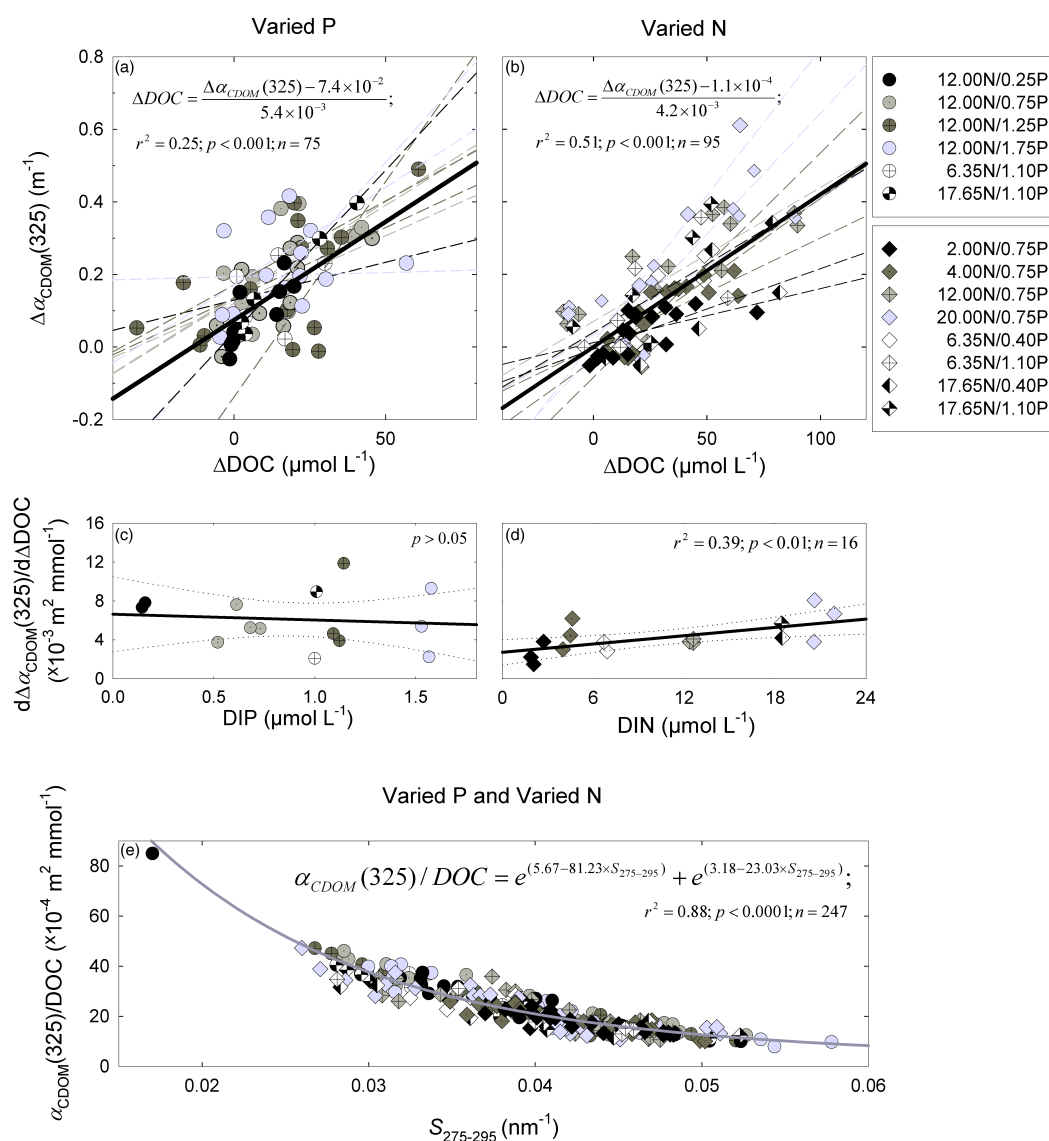 Varied P
Varied N
(a)
ΔDOC = (Δα_CDOM(325) − 7.4×10⁻²) / 5.4×10⁻³;
r² = 0.25; p < 0.001; n = 75
(b)
ΔDOC = (Δα_CDOM(325) − 1.1×10⁻⁴) / 4.2×10⁻³;
r² = 0.51; p < 0.001; n = 95
Δα_CDOM(325) (m⁻¹)
0.8
0.6
0.4
0.2
0.0
-0.2
0 50
ΔDOC (µmol L⁻¹)
0 50 100
ΔDOC (µmol L⁻¹)
12.00N/0.25P
12.00N/0.75P
12.00N/1.25P
12.00N/1.75P
6.35N/1.10P
17.65N/1.10P
2.00N/0.75P
4.00N/0.75P
12.00N/0.75P
20.00N/0.75P
6.35N/0.40P
6.35N/1.10P
17.65N/0.40P
17.65N/1.10P
dΔα_CDOM(325)/dΔDOC
(×10⁻³ m² mmol⁻¹)
16
12
8
4
0
(c)
p > 0.05
0.0 0.5 1.0 1.5
DIP (µmol L⁻¹)
(d)
r² = 0.39; p < 0.01; n = 16
0 6 12 18 24
DIN (µmol L⁻¹)
Varied P and Varied N
(e)
α_CDOM(325) / DOC = e^(5.67−81.23×S₂₇₅₋₂₉₅) + e^(3.18−23.03×S₂₇₅₋₂₉₅);
r² = 0.88; p < 0.0001; n = 247
α_CDOM(325)/DOC (×10⁻⁴ m² mmol⁻¹)
80
60
40
20
0
0.02 0.03 0.04 0.05 0.06
S₂₇₅₋₂₉₅ (nm⁻¹)